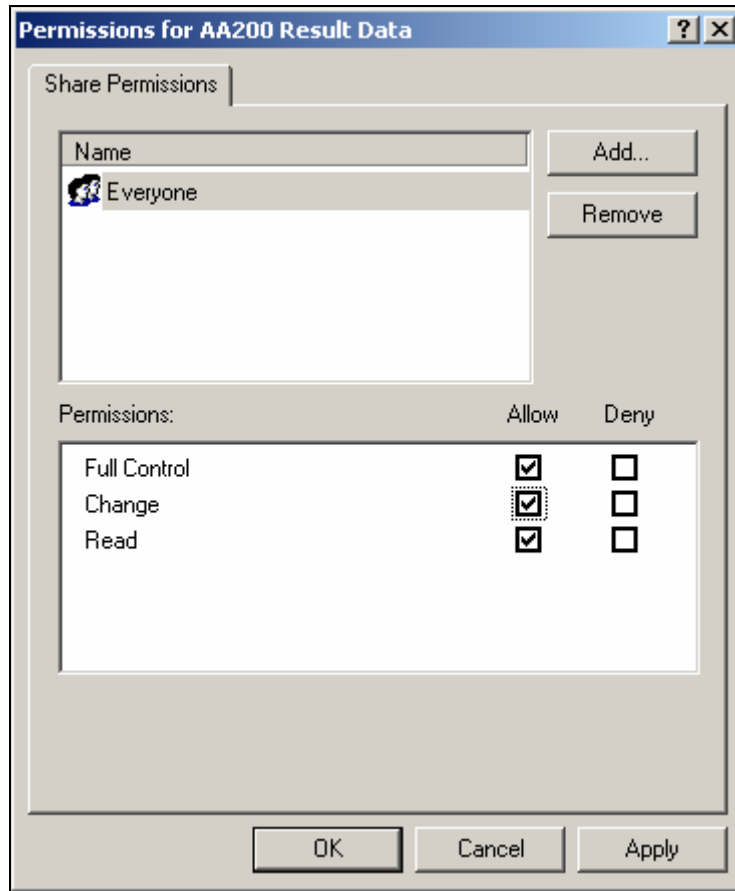 Permissions for AA200 Result Data
Share Permissions
Name
Add...
Everyone
Remove
Permissions: Allow Deny
Full Control
Change
Read
OK Cancel Apply